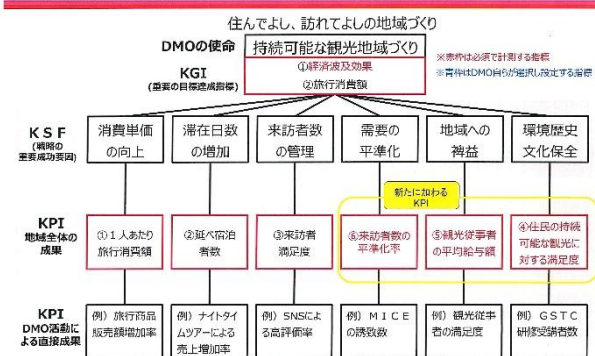 住んでよし、訪れてよしの地域づくり
DMOの使命
持続可能な観光地域づくり
KGI
(重要の目標達成指標)
①経済波及効果
②旅行消費額
※赤枠は必須で計測する指標
※青枠はDMO自らが選択し設定する指標
KSF
(戦略の
重要成功要因)
消費単価
の向上
滞在日数
の増加
来訪者数
の管理
需要の
平準化
地域への
裨益
環境歴史
文化保全
新たに加わる
KPI
KPI
地域全体の
成果
①1人あたり
旅行消費額
②延べ宿泊
者数
③来訪者
満足度
⑥来訪者数の
平準化率
⑤観光従事者
の平均給与額
④住民の持続
可能な観光に
対する満足度
KPI
DMO活動に
よる直接成果
例）旅行商品
販売額増加率
例）ナイトタ
イムツアーによる
売上増加率
例）SNSによ
る高評価率
例）MICE
の誘致数
例）観光従事
者の満足度
例）GSTC
研修受講者数